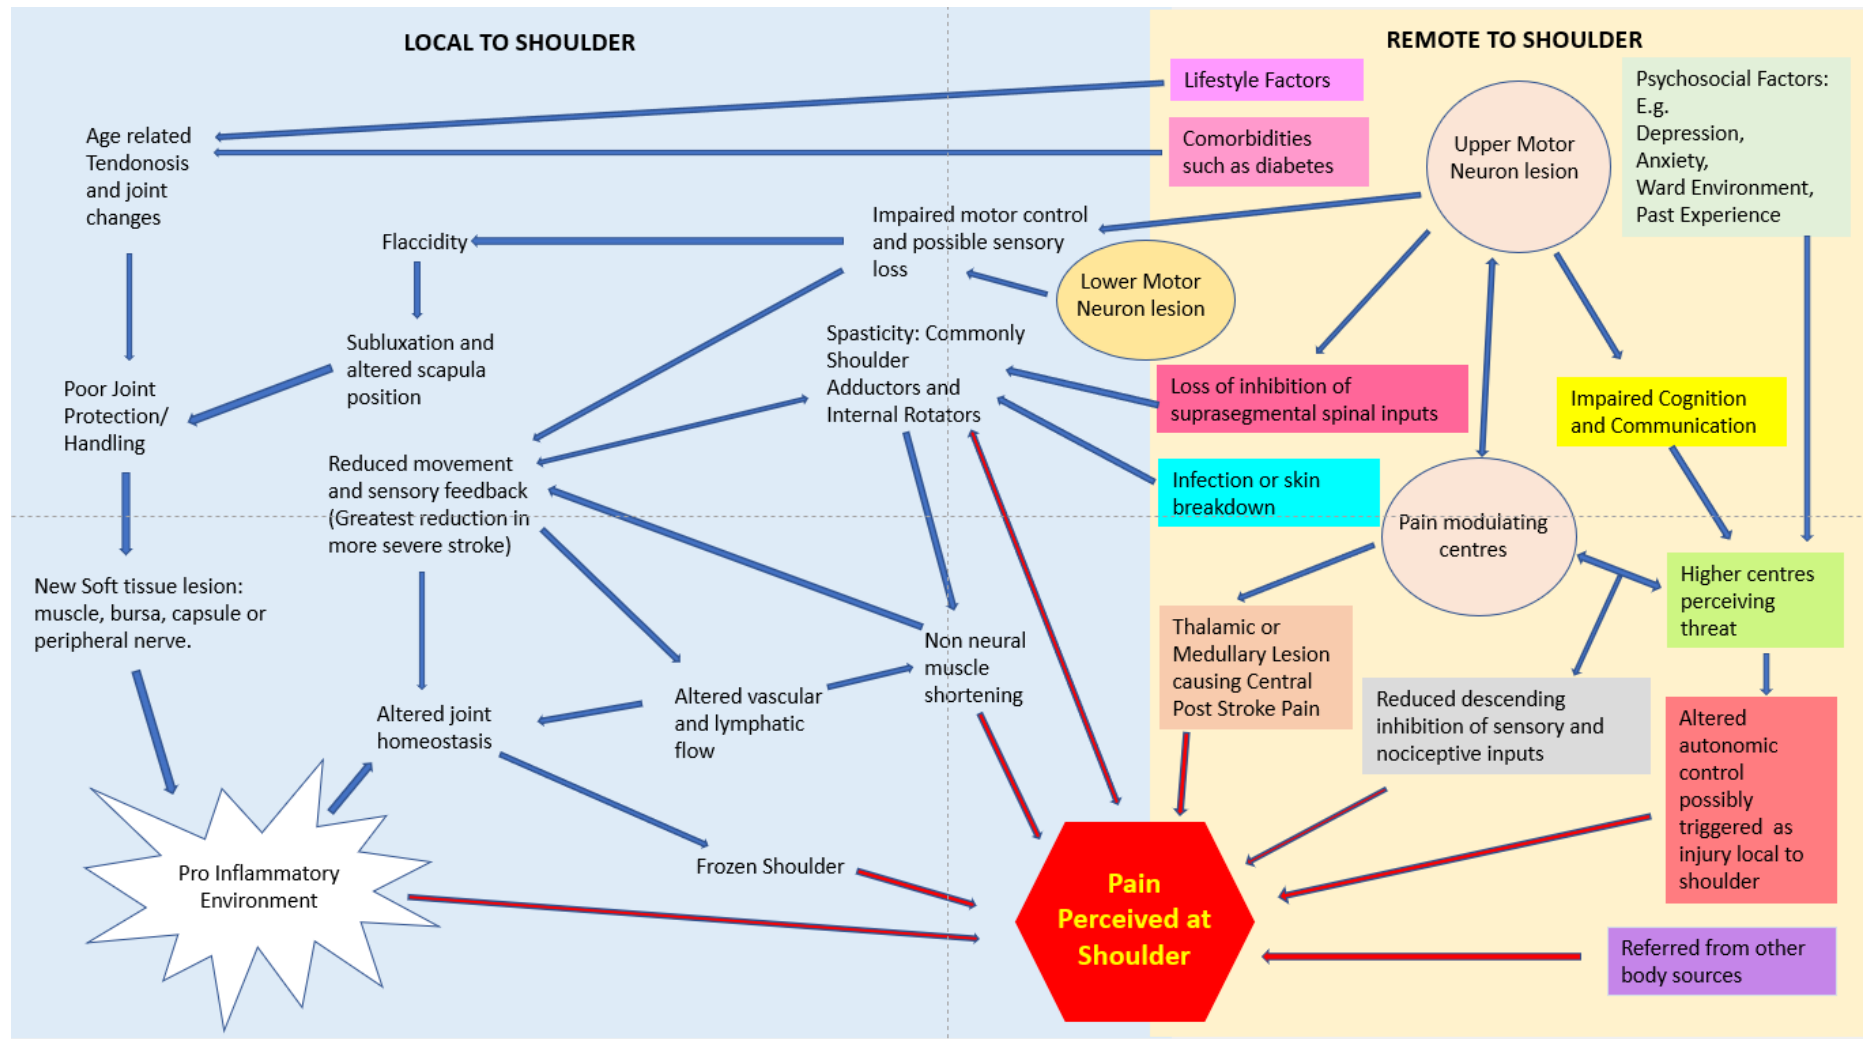 LOCAL TO SHOULDER
REMOTE TO SHOULDER
Lifestyle Factors
Comorbidities
such as diabetes
Upper Motor
Neuron lesion
Psychosocial Factors:
E.g.
Depression,
Anxiety,
Ward Environment,
Past Experience
Age related
Tendonosis
and joint
changes
Flaccidity
Impaired motor control
and possible sensory
loss
Lower Motor
Neuron lesion
Subluxation and
altered scapula
position
Spasticity: Commonly
Shoulder
Adductors and
Internal Rotators
Loss of inhibition of
suprasegmental spinal inputs
Impaired Cognition
and Communication
Poor Joint
Protection/
Handling
Reduced movement
and sensory feedback
(Greatest reduction in
more severe stroke)
Infection or skin
breakdown
Pain modulating
centres
New Soft tissue lesion:
muscle, bursa, capsule or
peripheral nerve.
Higher centres
perceiving
threat
Non neural
muscle
shortening
Thalamic or
Medullary Lesion
causing Central
Post Stroke Pain
Altered joint
homeostasis
Altered vascular
and lymphatic
flow
Reduced descending
inhibition of sensory and
nociceptive inputs
Altered
autonomic
control
possibly
triggered as
injury local to
shoulder
Pro Inflammatory
Environment
Frozen Shoulder
Pain
Perceived at
Shoulder
Referred from other
body sources